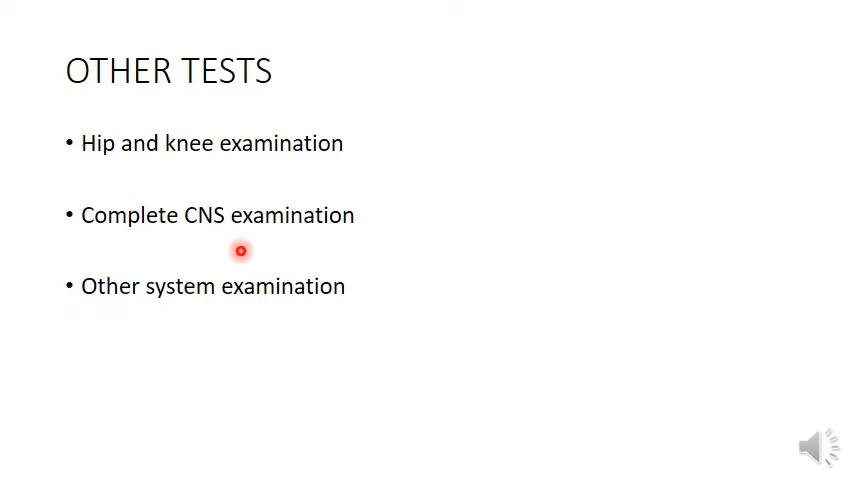 OTHER TESTS
• Hip and knee examination
• Complete CNS examination
• Other system examination